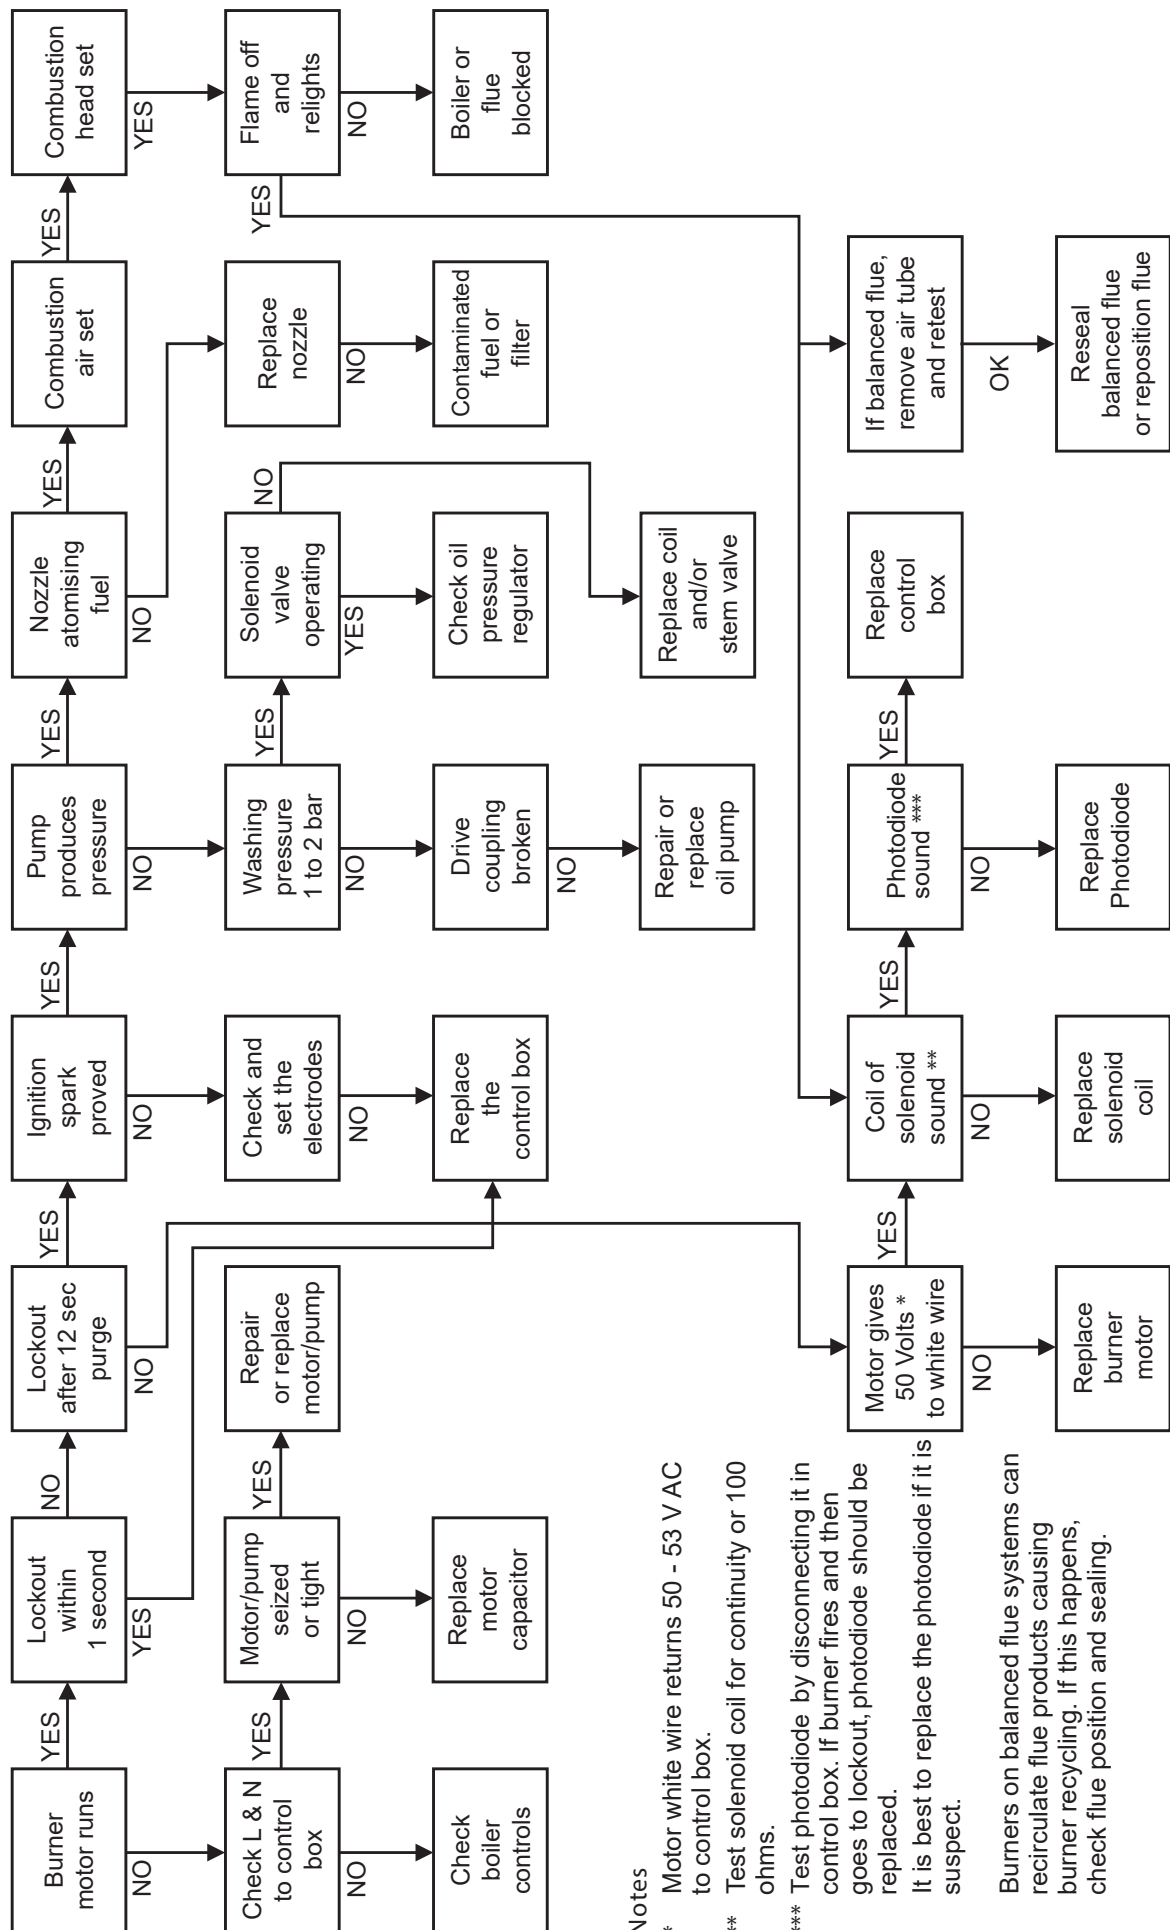 Burner
motor runs
YES
NO
Lockout
within
1 second
NO
YES
Lockout
after 12 sec
purge
YES
NO
Ignition
spark
proved
YES
NO
Pump
produces
pressure
YES
NO
Nozzle
atomising
fuel
YES
NO
Combustion
air set
YES
Combustion
head set
YES
Check L & N
to control
box
YES
NO
Motor/pump
seized
or tight
YES
NO
Repair
or replace
motor/pump
Check and
set the
electrodes
NO
Washing
pressure
1 to 2 bar
YES
NO
Solenoid
valve
operating
NO
YES
Replace
nozzle
NO
Flame off
and
relights
YES
NO
Check
boiler
controls
Replace
motor
capacitor
Replace
the
control box
Drive
coupling
broken
NO
Check oil
pressure
regulator
Contaminated
fuel or
filter
Boiler or
flue
blocked
Repair or
replace
oil pump
Replace coil
and/or
stem valve
Motor gives
50 Volts *
to white wire
YES
NO
Coil of
solenoid
sound **
YES
NO
Photodiode
sound ***
YES
NO
Replace
control
box
If balanced flue,
remove air tube
and retest
OK
Replace
burner
motor
Replace
solenoid
coil
Replace
Photodiode
Reseal
balanced flue
or reposition flue
Notes
* Motor white wire returns 50 - 53 V AC
to control box.
** Test solenoid coil for continuity or 100
ohms.
*** Test photodiode by disconnecting it in
control box. If burner fires and then
goes to lockout, photodiode should be
replaced.
It is best to replace the photodiode if it is
suspect.
Burners on balanced flue systems can
recirculate flue products causing
burner recycling. If this happens,
check flue position and sealing.